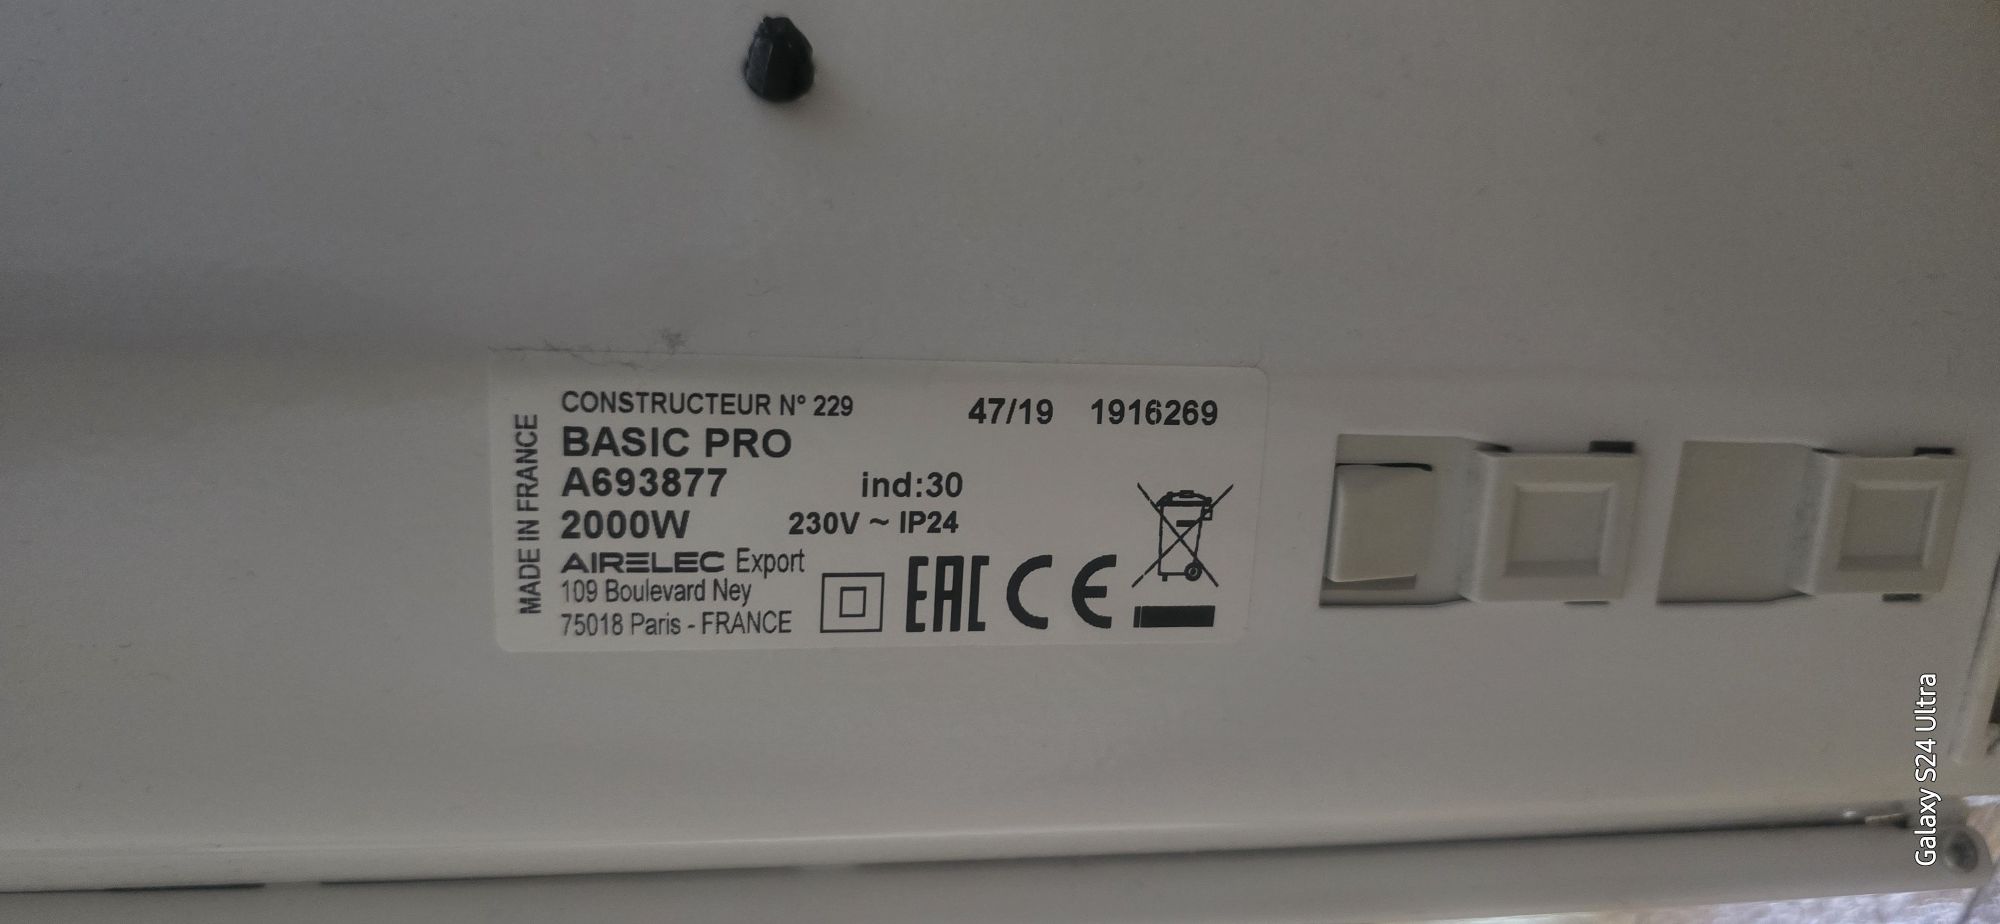 MADE IN FRANCE
CONSTRUCTEUR N° 229 47/19 1916269
BASIC PRO
A693877 ind:30
2000W 230V ~ IP24
AIRELEC Export
109 Boulevard Ney
75018 Paris - FRANCE
EAC CE
Galaxy S24 Ultra